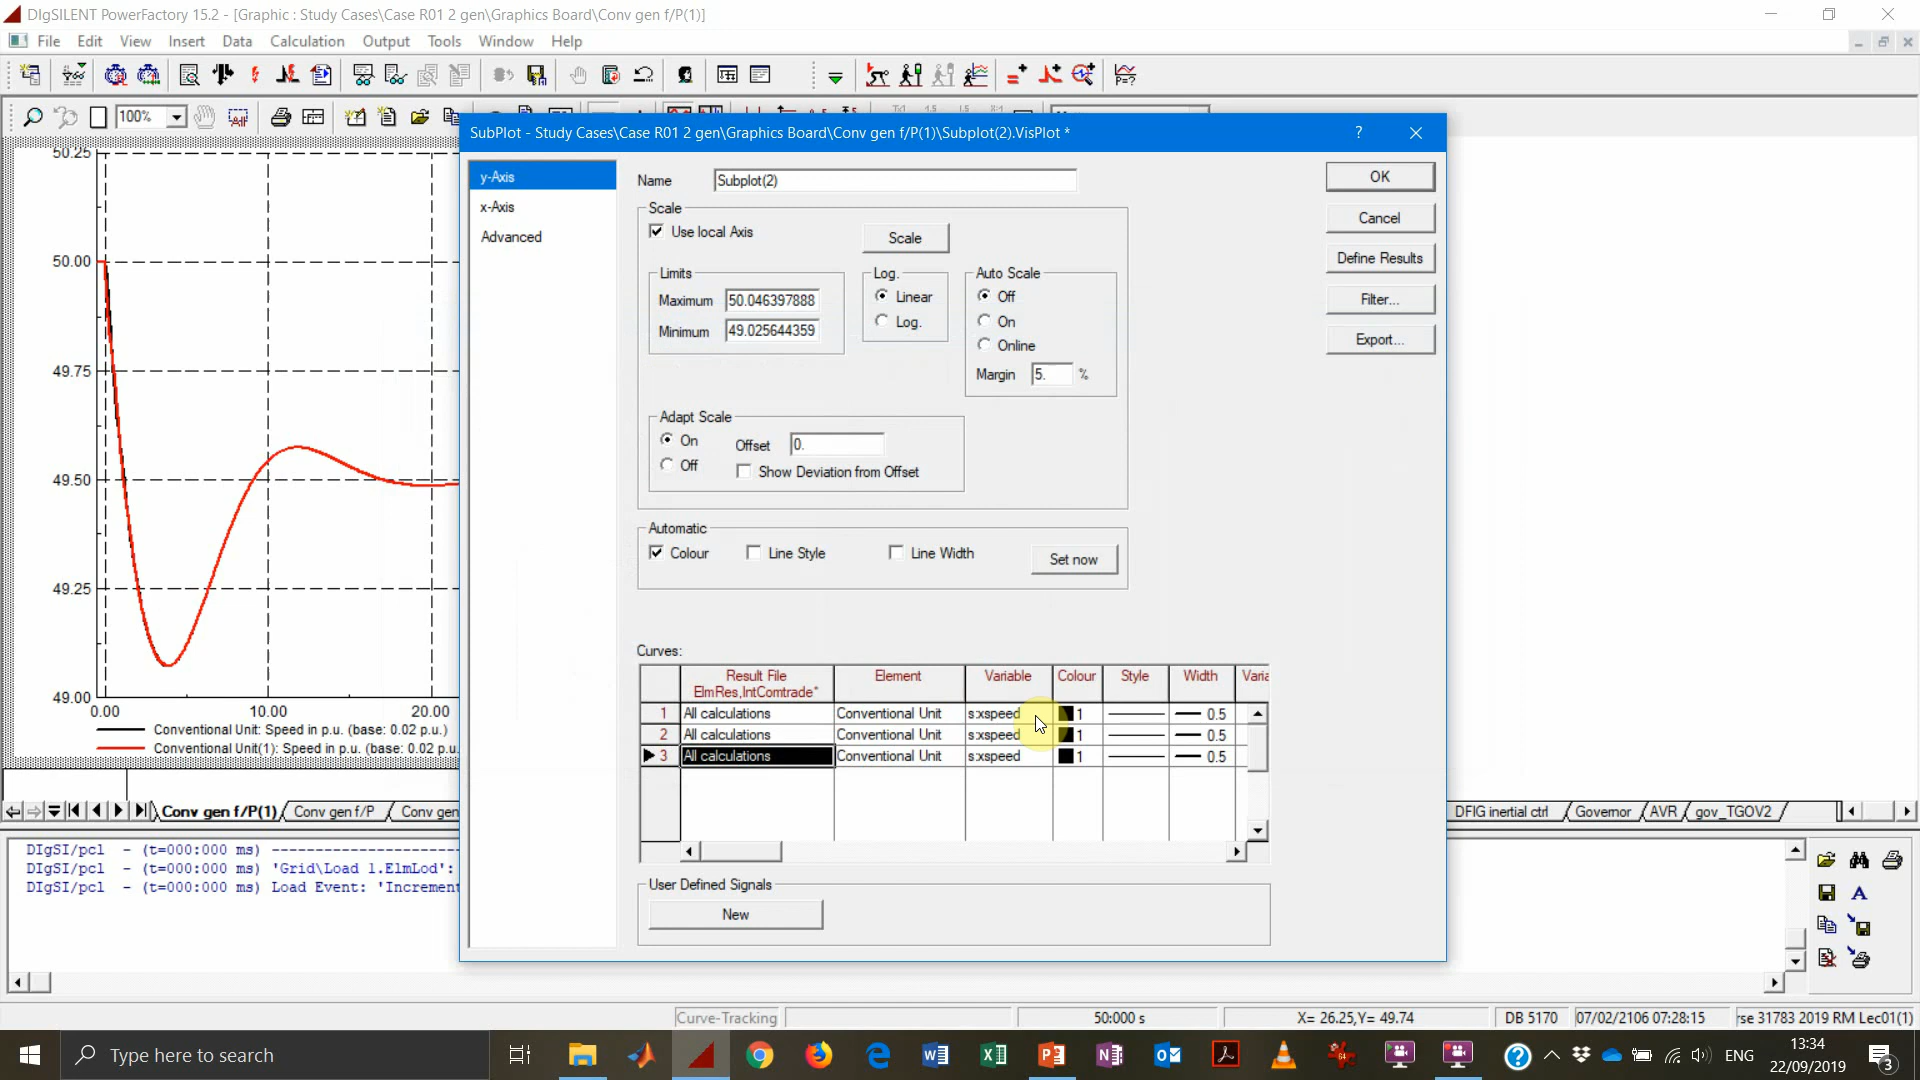 DIgSILENT PowerFactory 15.2 - [Graphic : Study Cases\Case R01 2 gen\Graphics Board\Conv gen f/P(1)]
File Edit View Insert Data Calculation Output Tools Window Help
100%
SubPlot - Study Cases\Case R01 2 gen\Graphics Board\Conv gen f/P(1)\Subplot(2).VisPlot *
?
y-Axis
x-Axis
Advanced
Name Subplot(2)
OK
Cancel
Define Results
Filter...
Export...
Scale
Use local Axis
Scale
Limits
Maximum 50.046397888
Minimum 49.025644359
Log.
Linear
Log.
Auto Scale
Off
On
Online
Margin 5. %
Adapt Scale
On
Off
Offset 0.
Show Deviation from Offset
Automatic
Colour Line Style Line Width Set now
Curves:
Result File Element Variable Colour Style Width Varia
ElmRes,IntComtrade*
1 All calculations Conventional Unit s:xspeed 1 0.5
2 All calculations Conventional Unit s:xspeed 1 0.5
3 All calculations Conventional Unit s:xspeed 1 0.5
User Defined Signals
New
50.25
50.00
49.75
49.50
49.25
49.00
0.00 10.00 20.00
Conventional Unit: Speed in p.u. (base: 0.02 p.u.)
Conventional Unit(1): Speed in p.u. (base: 0.02 p.u.
Conv gen f/P(1) Conv gen f/P Conv gen
DFIG inertial ctrl Governor AVR gov_TGOV2
DIgSI/pcl - (t=000:000 ms) --------------------
DIgSI/pcl - (t=000:000 ms) 'Grid\Load 1.ElmLod':
DIgSI/pcl - (t=000:000 ms) Load Event: 'Increment
Curve-Tracking
50:000 s
X= 26.25,Y= 49.74
DB 5170
07/02/2106 07:28:15
rse 31783 2019 RM Lec01(1)
Type here to search
ENG
13:34
22/09/2019
3